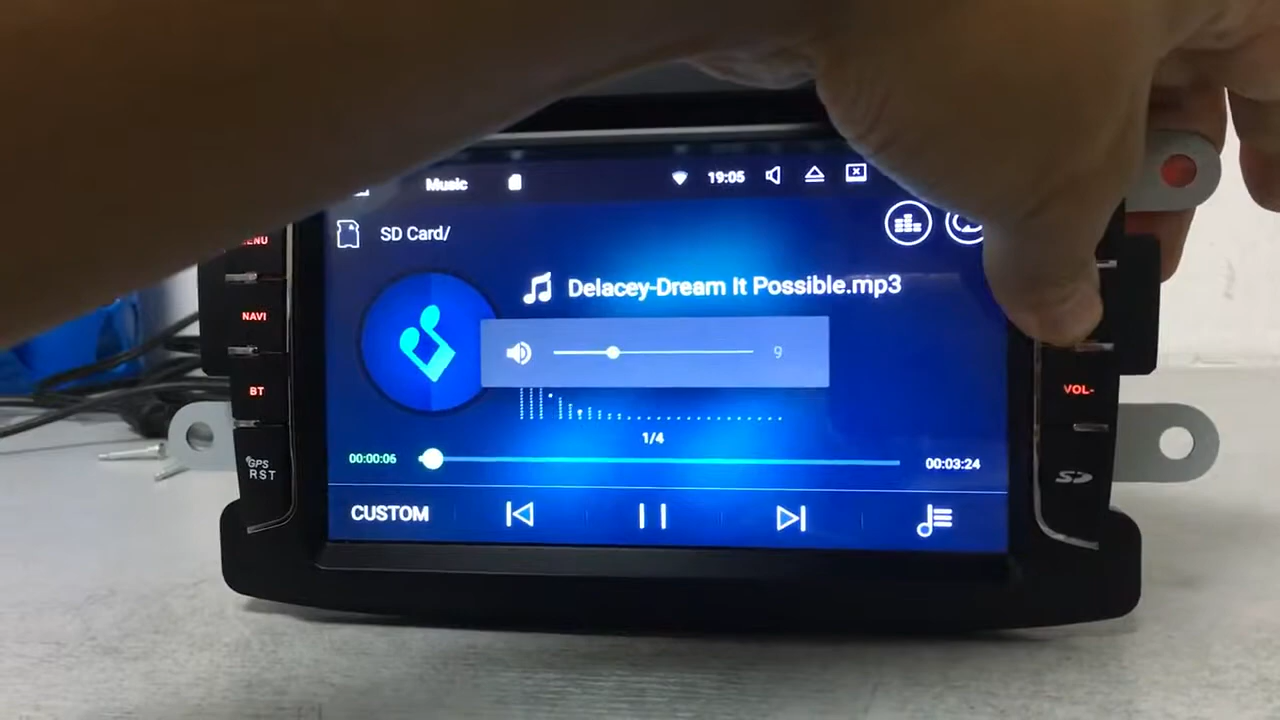 Music
19:05
SD Card/
Delacey-Dream It Possible.mp3
9
1/4
00:00:06
00:03:24
CUSTOM
NAVI
BT
GPS
RST
VOL-
SD